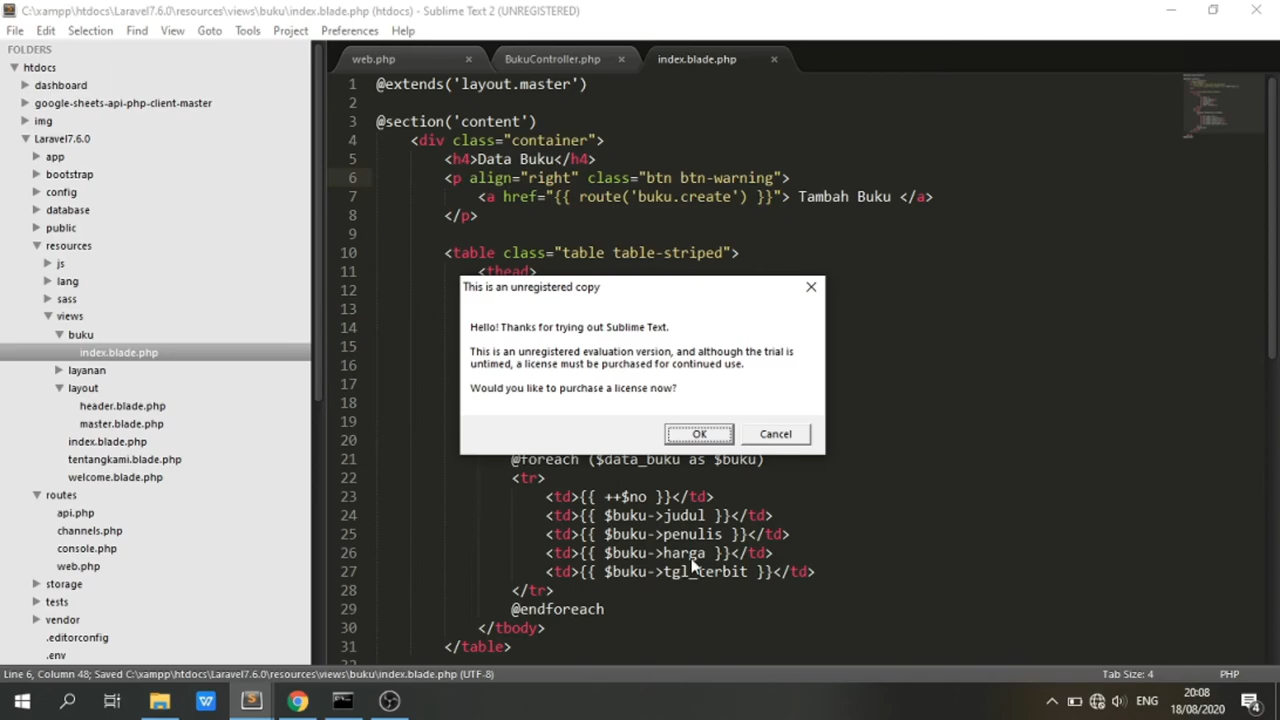 C:\xampp\htdocs\Laravel7.6.0\resources\views\buku\index.blade.php (htdocs) - Sublime Text 2 (UNREGISTERED)
File Edit Selection Find View Goto Tools Project Preferences Help
FOLDERS
htdocs
dashboard
google-sheets-api-php-client-master
img
Laravel7.6.0
app
bootstrap
config
database
public
resources
js
lang
sass
views
buku
index.blade.php
layanan
layout
header.blade.php
master.blade.php
index.blade.php
tentangkami.blade.php
welcome.blade.php
routes
api.php
channels.php
console.php
web.php
storage
tests
vendor
.editorconfig
.env
web.php BukuController.php index.blade.php
1 @extends('layout.master')
2
3 @section('content')
4 <div class="container">
5 <h4>Data Buku</h4>
6 <p align="right" class="btn btn-warning">
7 <a href="{{ route('buku.create') }}"> Tambah Buku </a>
8 </p>
9
10 <table class="table table-striped">
11 <thead>
12
13
14
15
16
17
18
19
20
21 @foreach ($data_buku as $buku)
22 <tr>
23 <td>{{ ++$no }}</td>
24 <td>{{ $buku->judul }}</td>
25 <td>{{ $buku->penulis }}</td>
26 <td>{{ $buku->harga }}</td>
27 <td>{{ $buku->tgl_terbit }}</td>
28 </tr>
29 @endforeach
30 </tbody>
31 </table>
This is an unregistered copy
Hello! Thanks for trying out Sublime Text.
This is an unregistered evaluation version, and although the trial is
untimed, a license must be purchased for continued use.
Would you like to purchase a license now?
OK Cancel
Line 6, Column 48; Saved C:\xampp\htdocs\Laravel7.6.0\resources\views\buku\index.blade.php (UTF-8) Tab Size: 4 PHP
ENG
20:08
18/08/2020
4